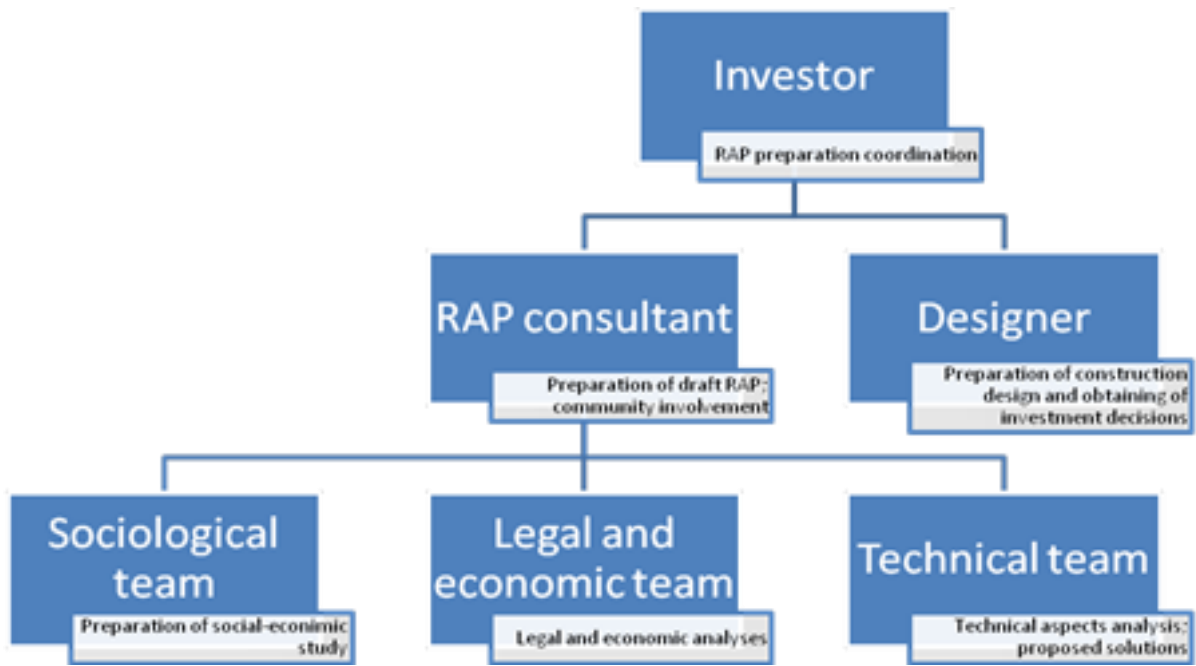 Investor
RAP preparation coordination
RAP consultant
Preparation of draft RAP;
community involvement
Designer
Preparation of construction
design and obtaining of
investment decisions
Sociological
team
Preparation of social-econimic
study
Legal and
economic team
Legal and economic analyses
Technical team
Technical aspects analysis;
proposed solutions